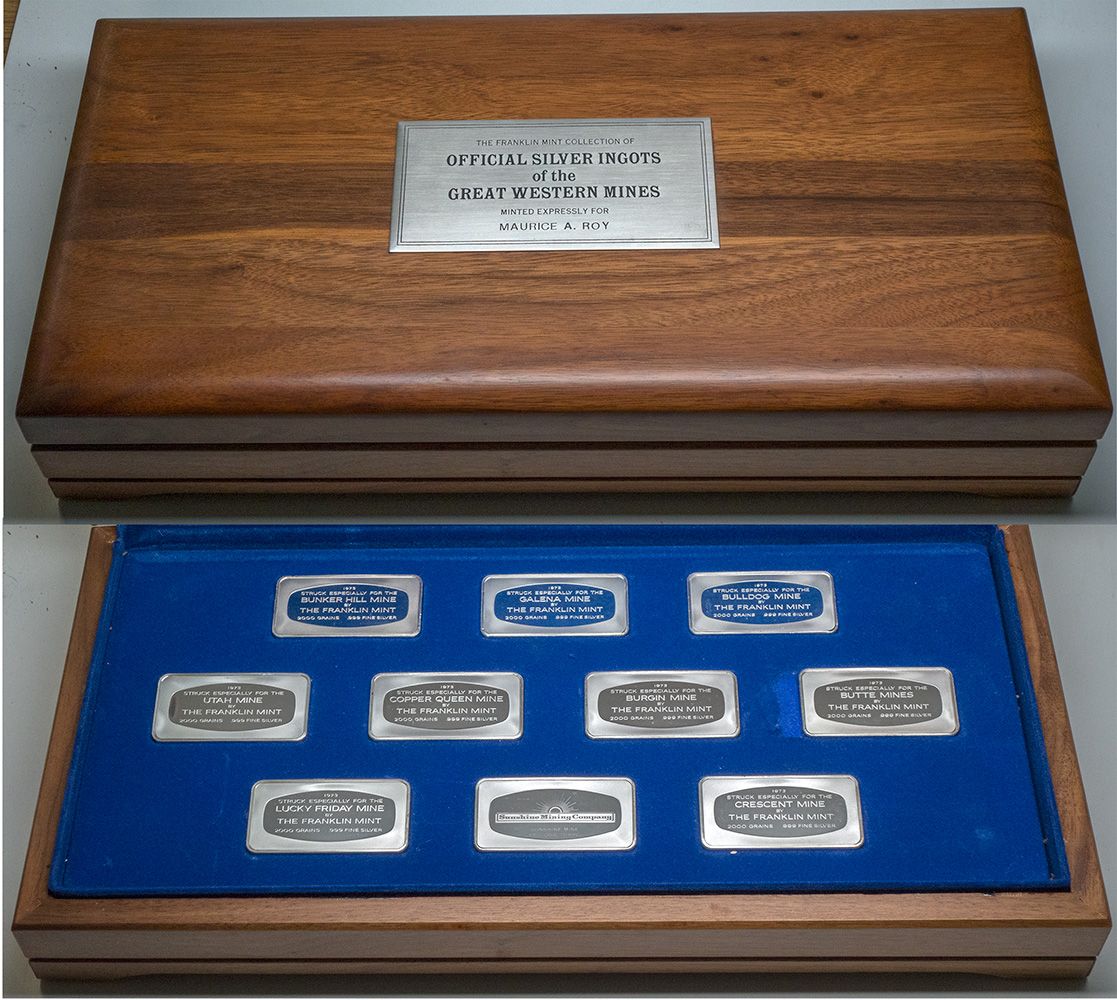 THE FRANKLIN MINT COLLECTION OF
OFFICIAL SILVER INGOTS
of the
GREAT WESTERN MINES
MINTED EXPRESSLY FOR
MAURICE A. ROY
1973
STRUCK ESPECIALLY FOR THE
BUNKER HILL MINE
BY
THE FRANKLIN MINT
2000 GRAINS .999 FINE SILVER
1973
STRUCK ESPECIALLY FOR THE
GALENA MINE
BY
THE FRANKLIN MINT
2000 GRAINS .999 FINE SILVER
1973
STRUCK ESPECIALLY FOR THE
BULLDOG MINE
BY
THE FRANKLIN MINT
2000 GRAINS .999 FINE SILVER
1973
STRUCK ESPECIALLY FOR THE
UTAH MINE
BY
THE FRANKLIN MINT
2000 GRAINS .999 FINE SILVER
1973
STRUCK ESPECIALLY FOR THE
COPPER QUEEN MINE
BY
THE FRANKLIN MINT
2000 GRAINS .999 FINE SILVER
1973
STRUCK ESPECIALLY FOR THE
BURGIN MINE
BY
THE FRANKLIN MINT
2000 GRAINS .999 FINE SILVER
1973
STRUCK ESPECIALLY FOR THE
BUTTE MINES
BY
THE FRANKLIN MINT
2000 GRAINS .999 FINE SILVER
1973
STRUCK ESPECIALLY FOR THE
LUCKY FRIDAY MINE
BY
THE FRANKLIN MINT
2000 GRAINS .999 FINE SILVER
Sunshine Mining Company
1973
STRUCK ESPECIALLY FOR THE
CRESCENT MINE
BY
THE FRANKLIN MINT
2000 GRAINS .999 FINE SILVER